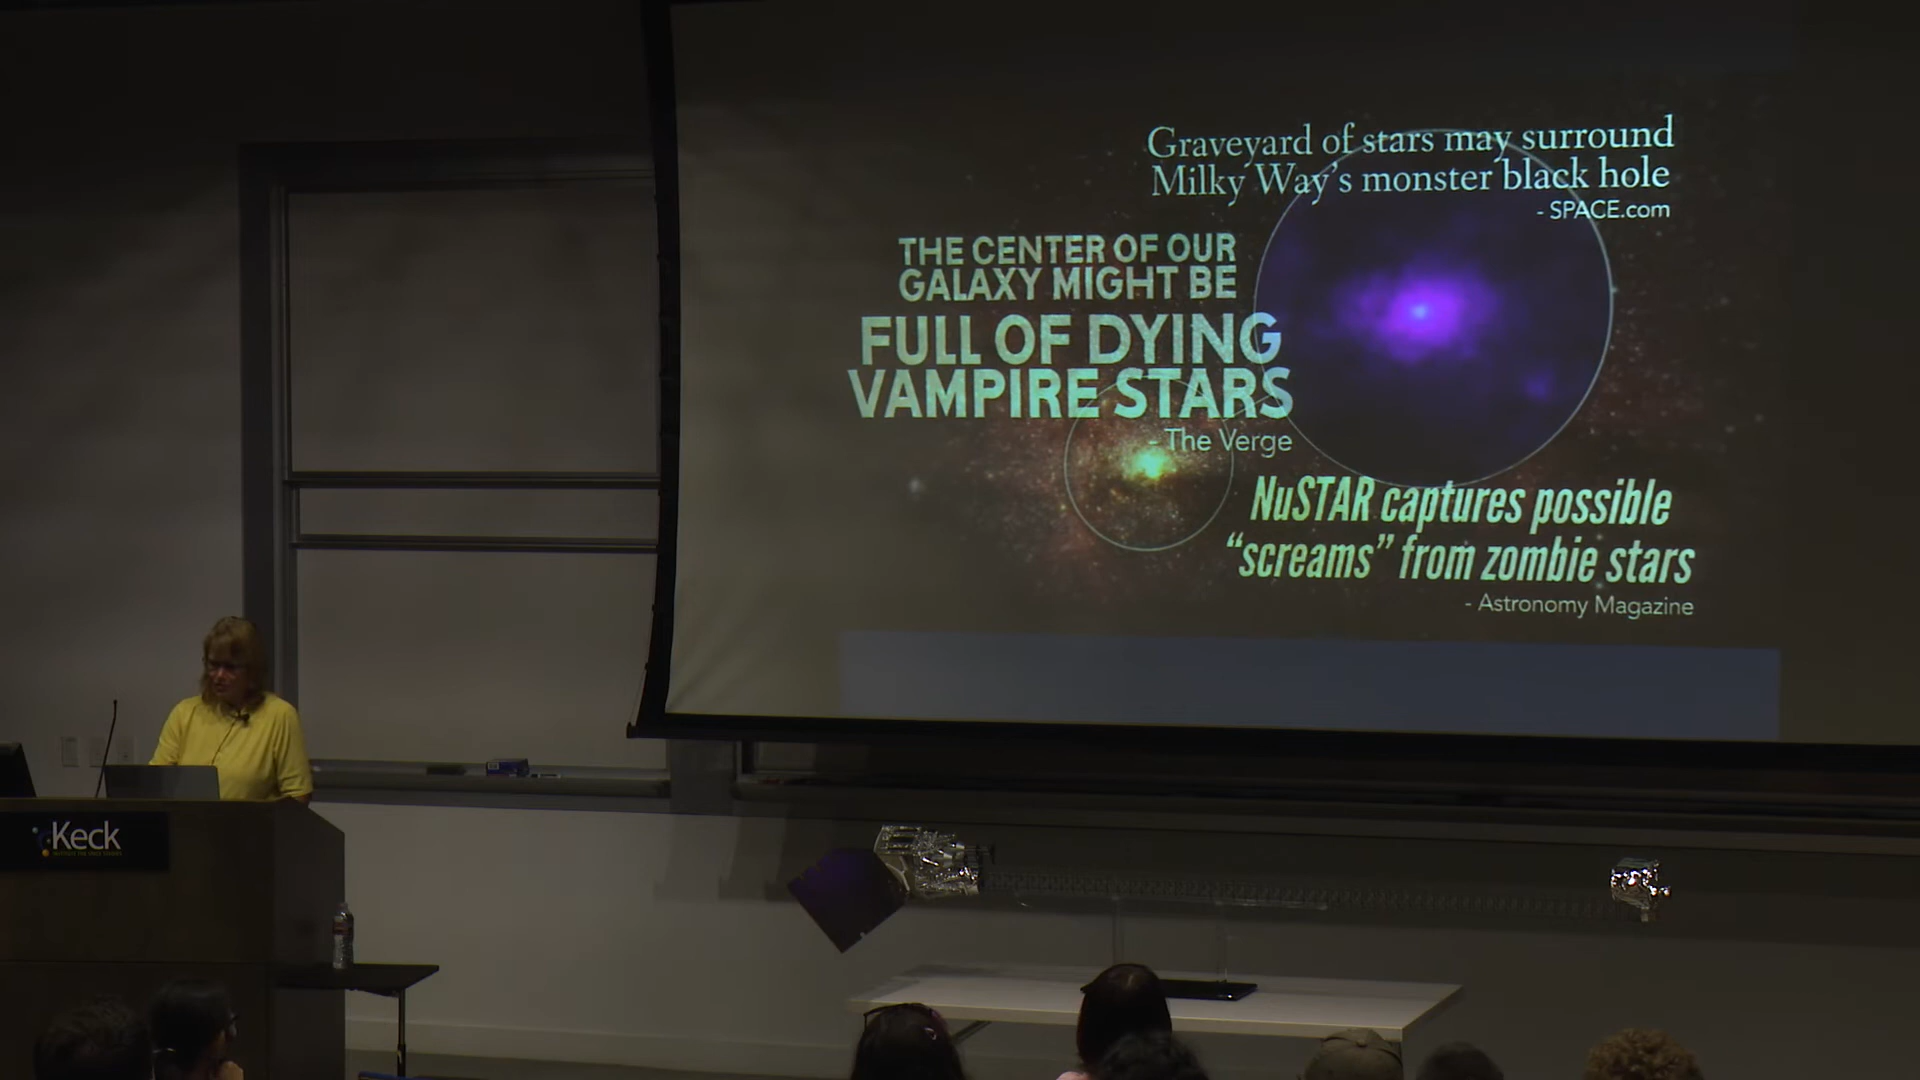 Graveyard of stars may surround
Milky Way's monster black hole
- SPACE.com
THE CENTER OF OUR
GALAXY MIGHT BE
FULL OF DYING
VAMPIRE STARS
- The Verge
NuSTAR captures possible
“screams” from zombie stars
- Astronomy Magazine
Keck